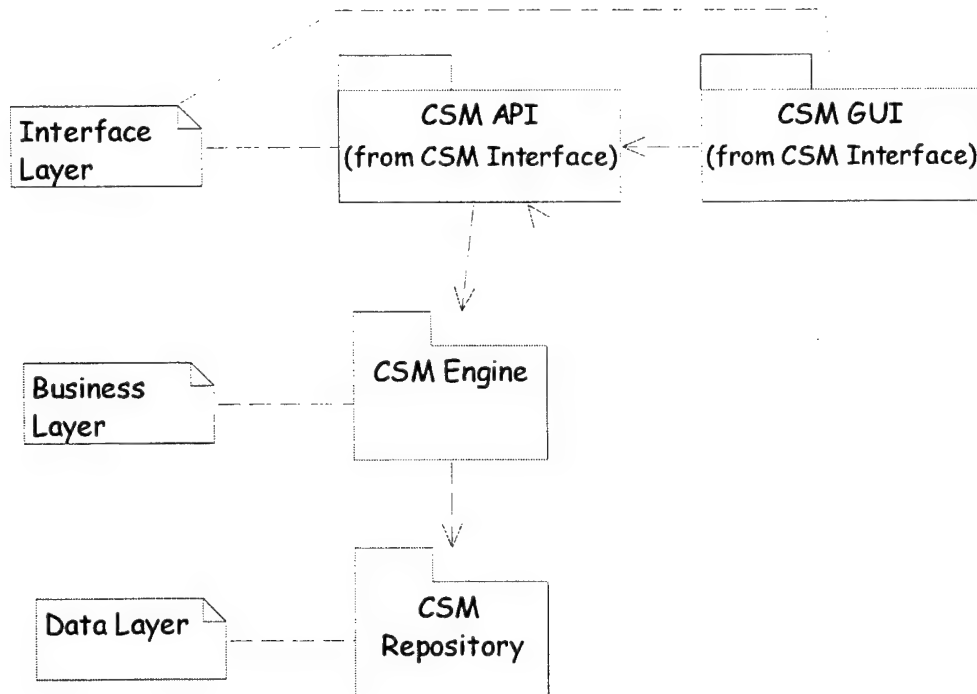 Interface
Layer
CSM API
(from CSM Interface)
CSM GUI
(from CSM Interface)
Business
Layer
CSM Engine
Data Layer
CSM
Repository